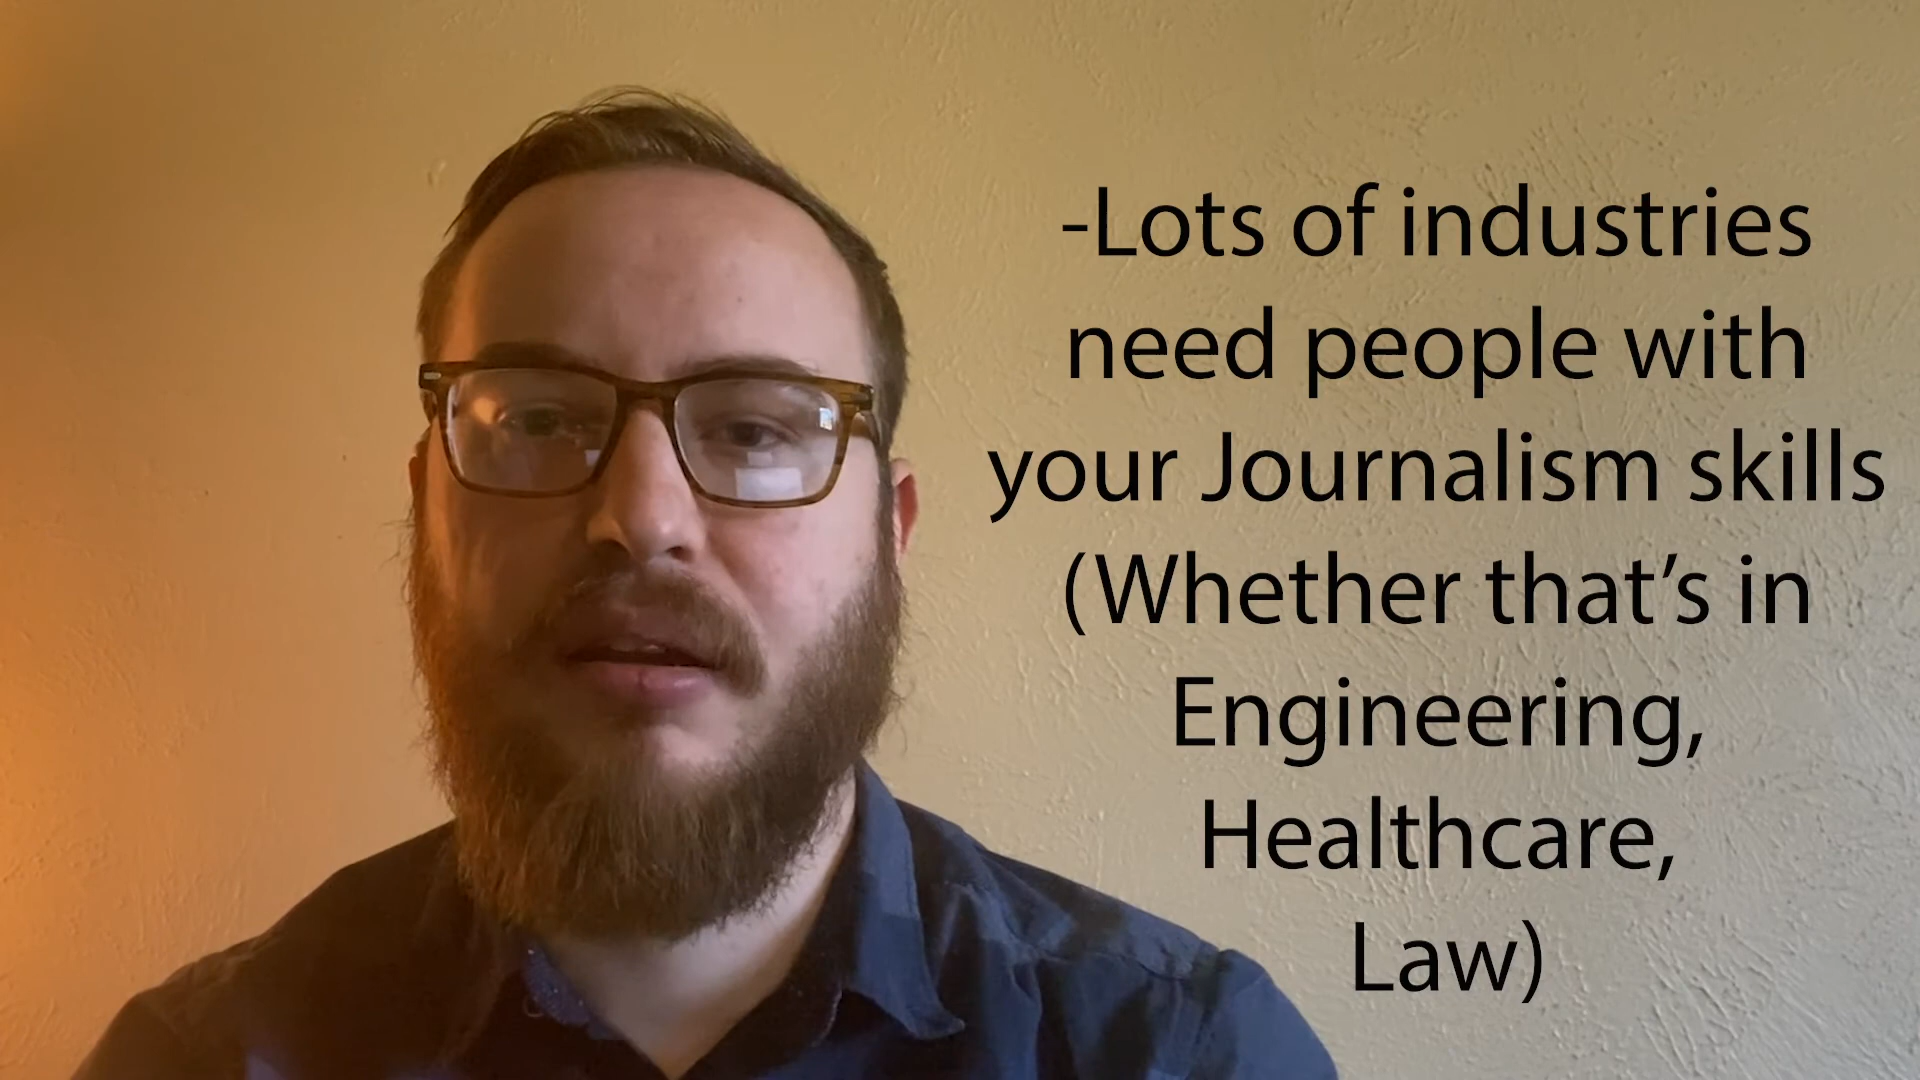 -Lots of industries
need people with
your Journalism skills
(Whether that’s in
Engineering,
Healthcare,
Law)